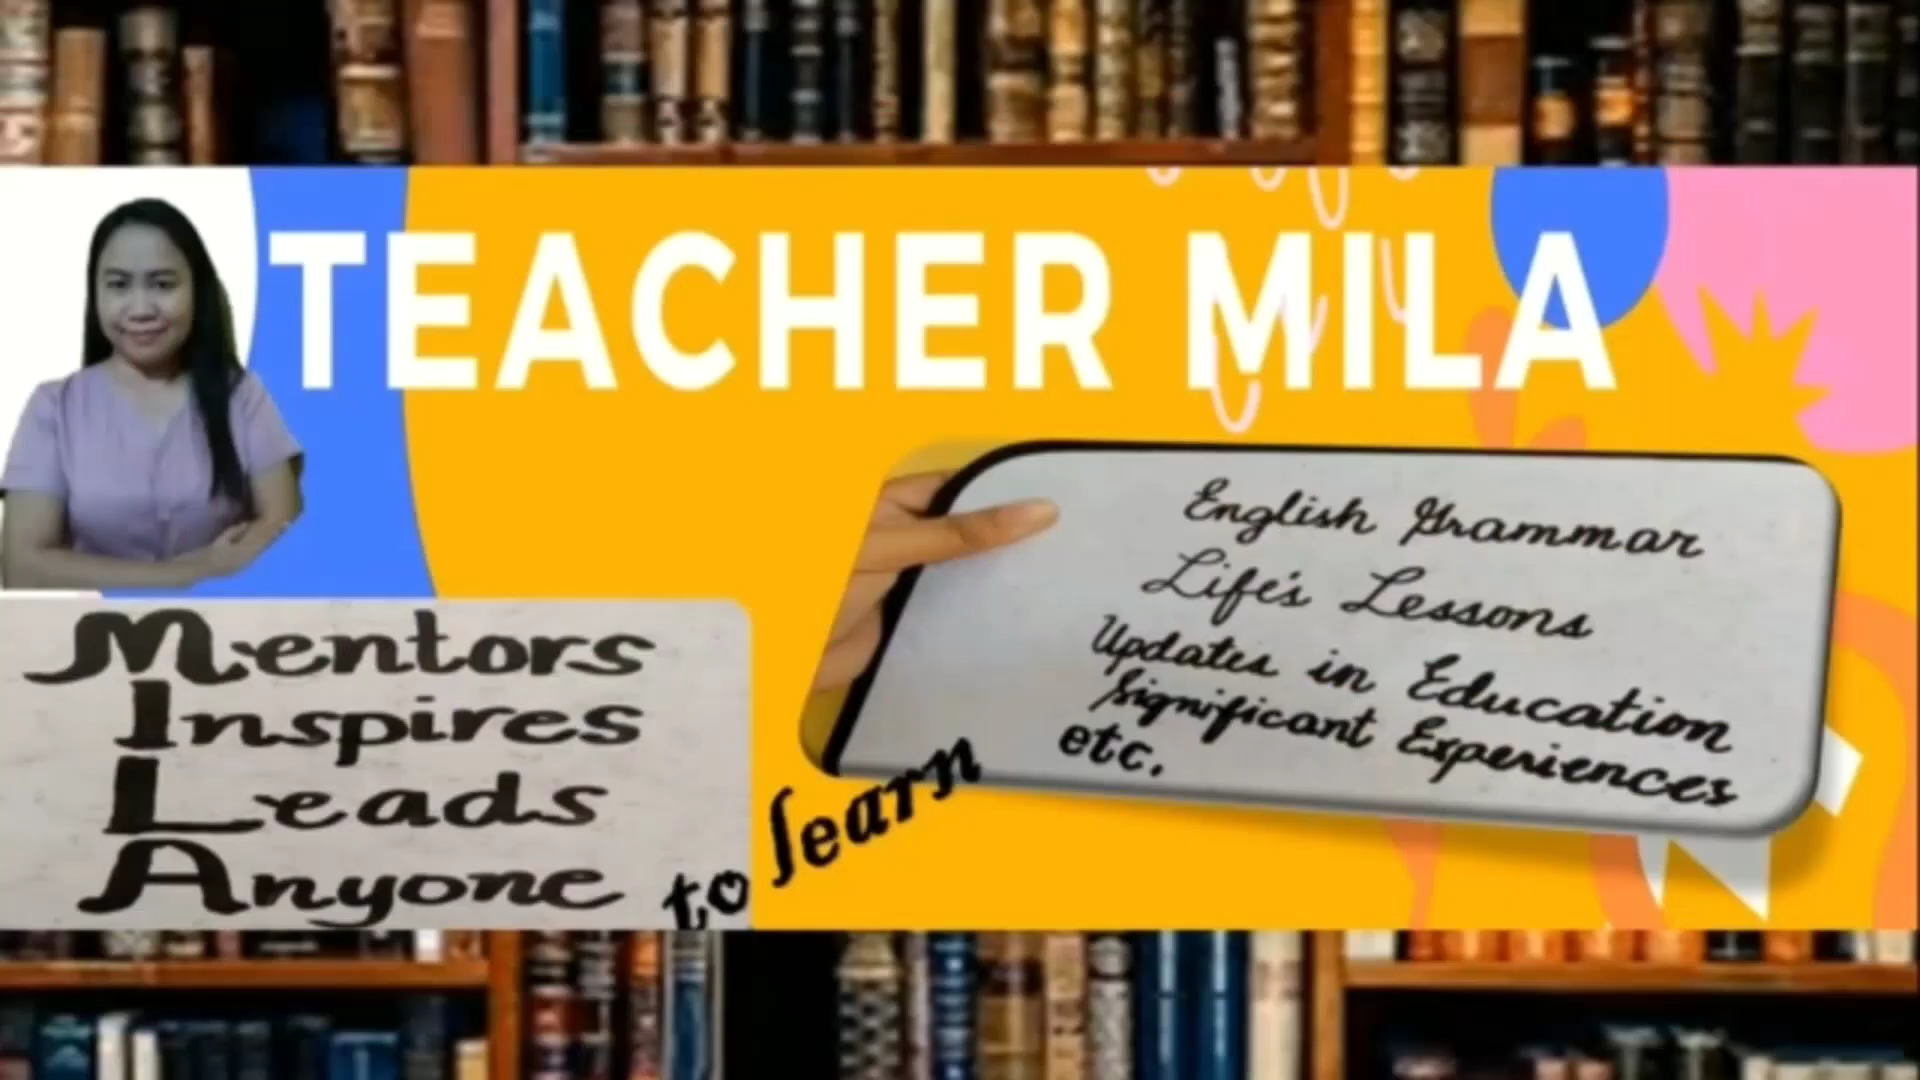 TEACHER MILA
Mentors
Inspires
Leads
Anyone
to learn
English Grammar
Life's Lessons
Updates in Education
Significant Experiences
etc.